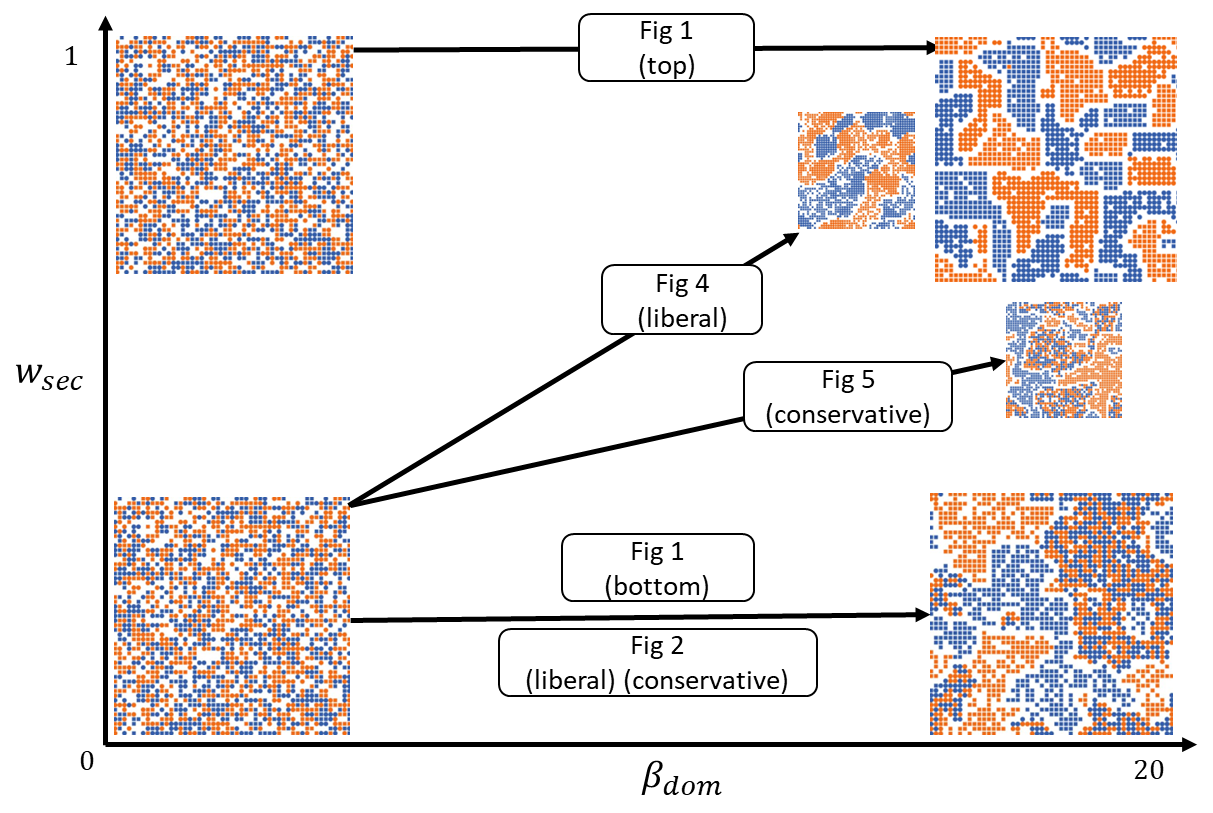 1
Fig 1
(top)
Fig 4
(liberal)
w_sec
Fig 5
(conservative)
Fig 1
(bottom)
Fig 2
(liberal) (conservative)
0
β_dom
20